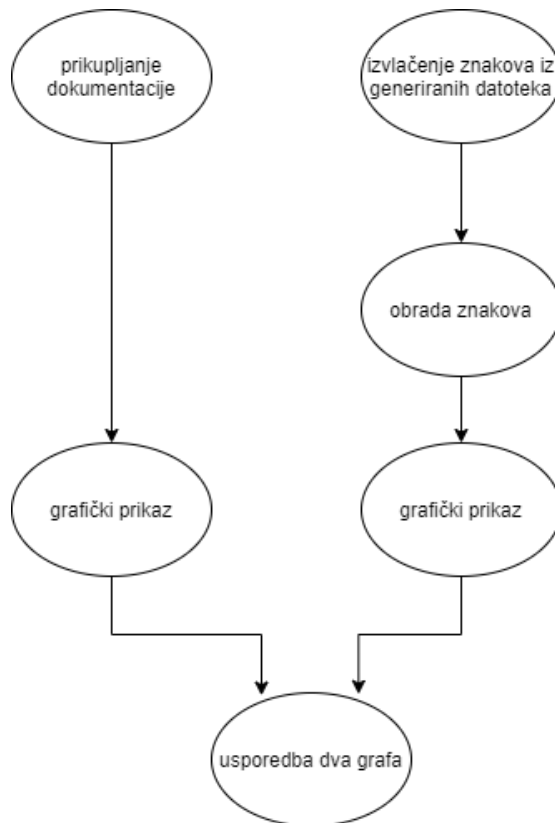 prikupljanje
dokumentacije
izvlačenje znakova iz
generiranih datoteka
obrada znakova
grafički prikaz
grafički prikaz
usporedba dva grafa